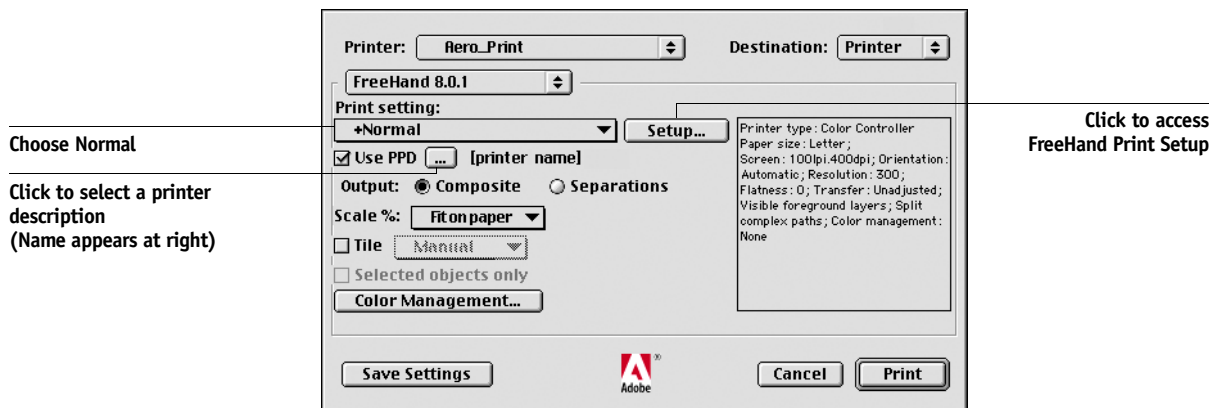 Printer: Aero_Print Destination: Printer
FreeHand 8.0.1
Print setting:
+Normal Setup...
Use PPD ... [printer name]
Output: Composite Separations
Scale %: Fit on paper
Tile Manual
Selected objects only
Color Management...
Printer type: Color Controller
Paper size: Letter;
Screen: 100lpi.400dpi; Orientation:
Automatic; Resolution: 300;
Flatness: 0; Transfer: Unadjusted;
Visible foreground layers; Split
complex paths; Color management:
None
Save Settings Adobe ® Cancel Print
Choose Normal
Click to select a printer
description
(Name appears at right)
Click to access
FreeHand Print Setup